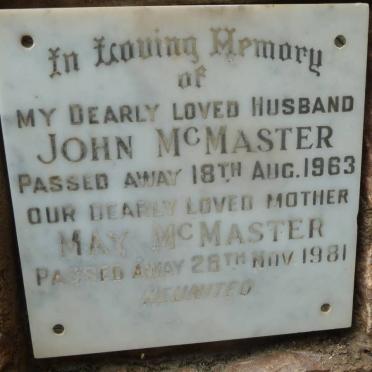 In Loving Memory
of
MY DEARLY LOVED HUSBAND
JOHN McMASTER
PASSED AWAY 18TH AUG. 1963
OUR DEARLY LOVED MOTHER
MAY McMASTER
PASSED AWAY 28TH NOV. 1981
REUNITED